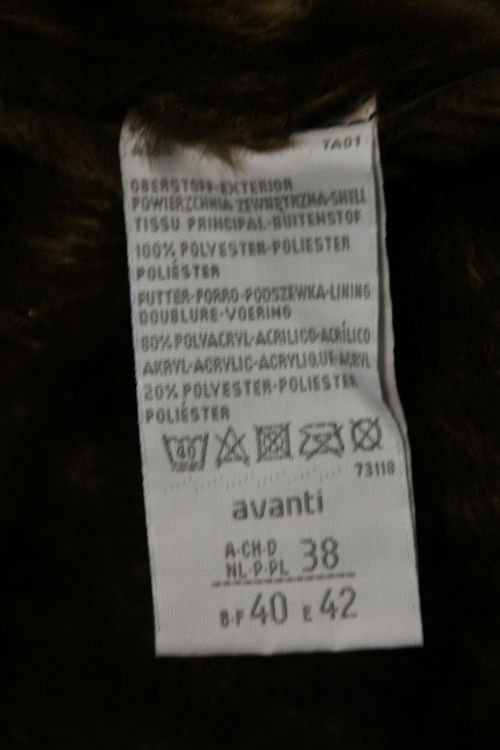 TA01
OBERSTOFF-EXTERIOR
POWIERZCHNIA ZEWNĘTRZNA-SHELL
TISSU PRINCIPAL-BUITENSTOF
100% POLYESTER-POLIESTER
POLIÉSTER
FUTTER-FORRO-PODSZEWKA-LINING
DOUBLURE-VOERING
80% POLYACRYL-ACRILICO-ACRÍLICO
AKRYL-ACRYLIC-ACRYLIQUE-ACRYL
20% POLYESTER-POLIESTER
POLIÉSTER
40
73118
avanti
A-CH-D
NL-P-PL 38
B-F 40 E 42